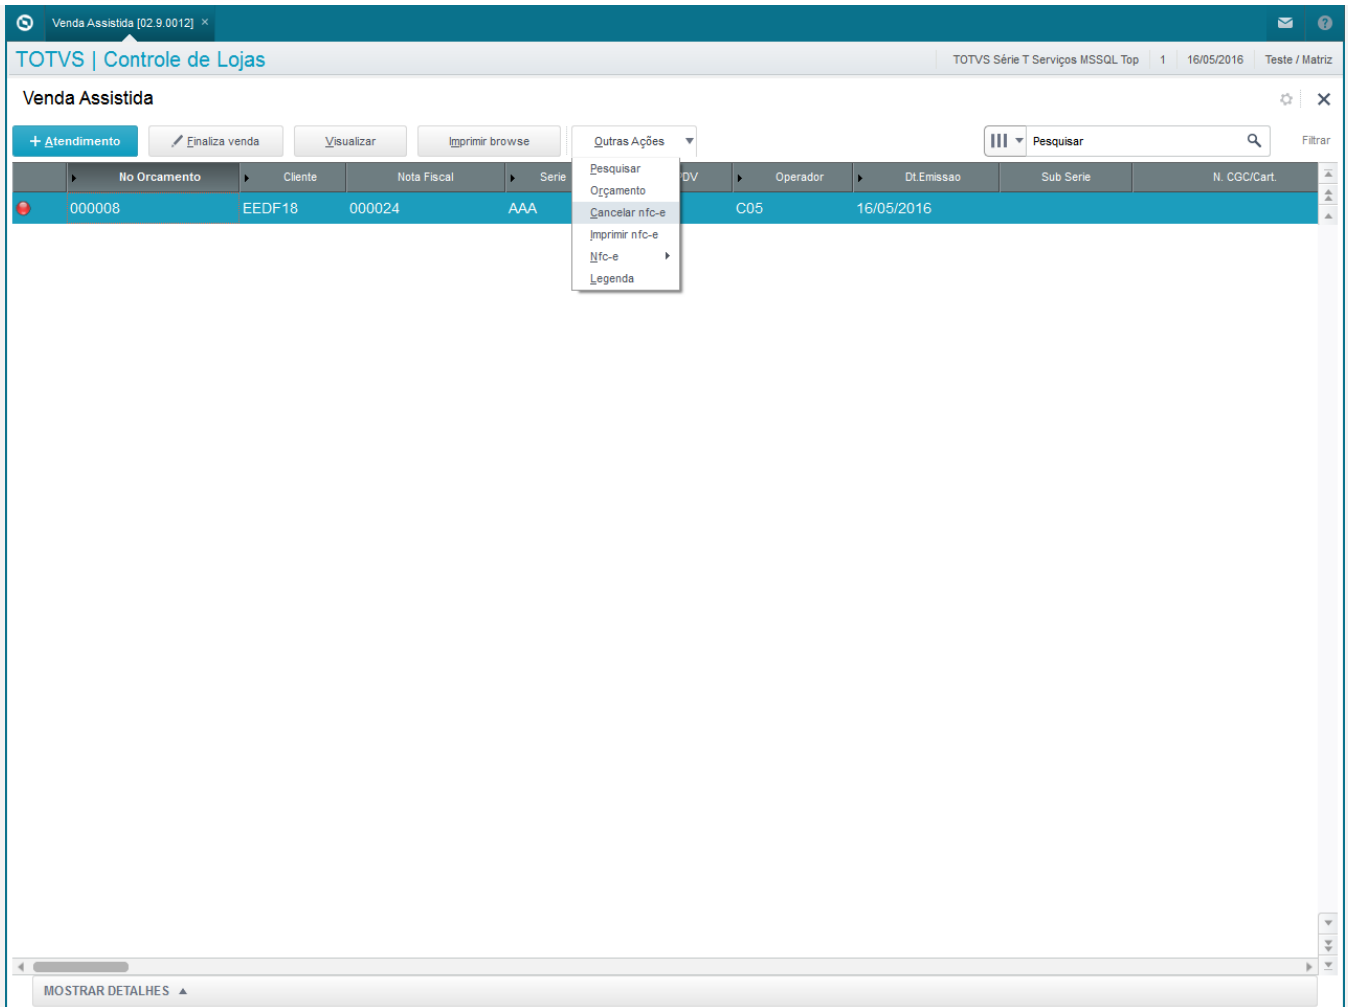 Venda Assistida [02.9.0012] ×
TOTVS | Controle de Lojas
TOTVS Série T Serviços MSSQL Top 1 16/05/2016 Teste / Matriz
Venda Assistida
+ Atendimento Finaliza venda Visualizar Imprimir browse Outras Ações Pesquisar Filtrar
No Orcamento Cliente Nota Fiscal Serie PDV Operador Dt.Emissao Sub Serie N. CGC/Cart.
000008 EEDF18 000024 AAA C05 16/05/2016
Pesquisar
Orçamento
Cancelar nfc-e
Imprimir nfc-e
Nfc-e
Legenda
MOSTRAR DETALHES